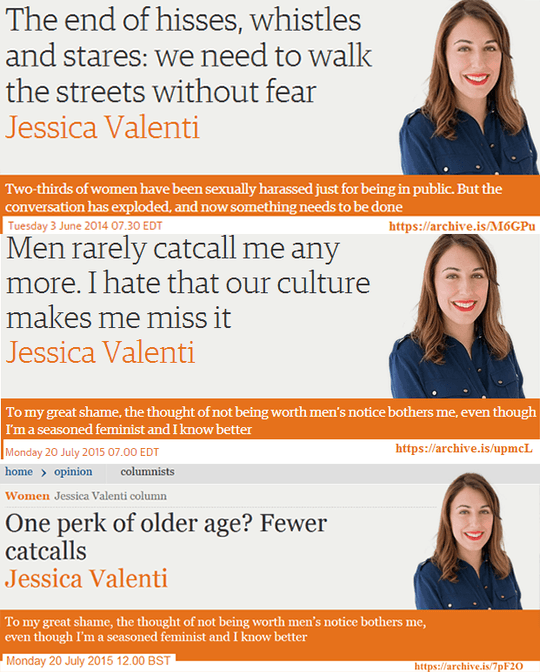 The end of hisses, whistles
and stares: we need to walk
the streets without fear
Jessica Valenti
Two-thirds of women have been sexually harassed just for being in public. But the
conversation has exploded, and now something needs to be done
Tuesday 3 June 2014 07.30 EDT
https://archive.is/M6GPu
Men rarely catcall me any
more. I hate that our culture
makes me miss it
Jessica Valenti
To my great shame, the thought of not being worth men's notice bothers me, even though
I'm a seasoned feminist and I know better
Monday 20 July 2015 07.00 EDT
https://archive.is/upmcL
home › opinion columnists
Women Jessica Valenti column
One perk of older age? Fewer
catcalls
Jessica Valenti
To my great shame, the thought of not being worth men's notice bothers me,
even though I'm a seasoned feminist and I know better
Monday 20 July 2015 12.00 BST
https://archive.is/7pF2O